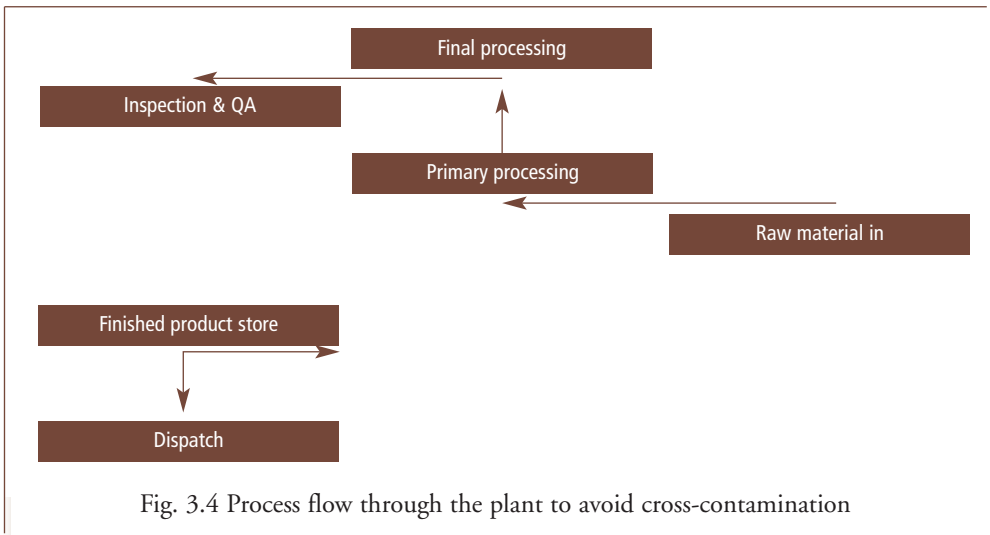 Final processing
Inspection & QA
Primary processing
Raw material in
Finished product store
Dispatch
Fig. 3.4 Process flow through the plant to avoid cross-contamination